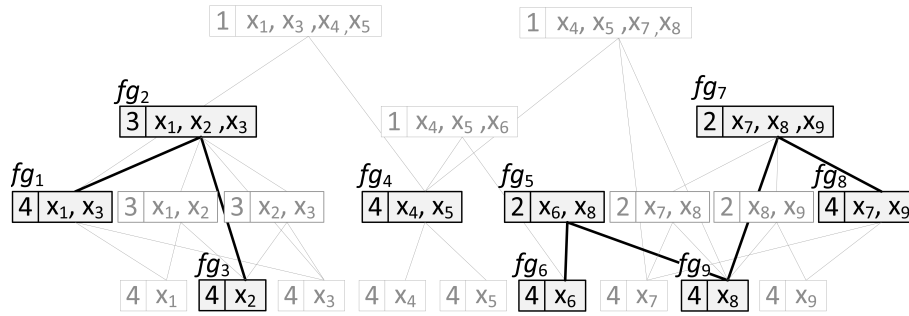 1 x₁, x₃ ,x₄ ,x₅
1 x₄, x₅ ,x₇ ,x₈
fg₂
fg₇
3 x₁, x₂ ,x₃
1 x₄, x₅ ,x₆
2 x₇, x₈ ,x₉
fg₁
fg₄
fg₅
fg₈
4 x₁, x₃
3 x₁, x₂
3 x₂, x₃
4 x₄, x₅
2 x₆, x₈
2 x₇, x₈
2 x₈, x₉
4 x₇, x₉
fg₃
fg₆
fg₉
4 x₁
4 x₂
4 x₃
4 x₄
4 x₅
4 x₆
4 x₇
4 x₈
4 x₉